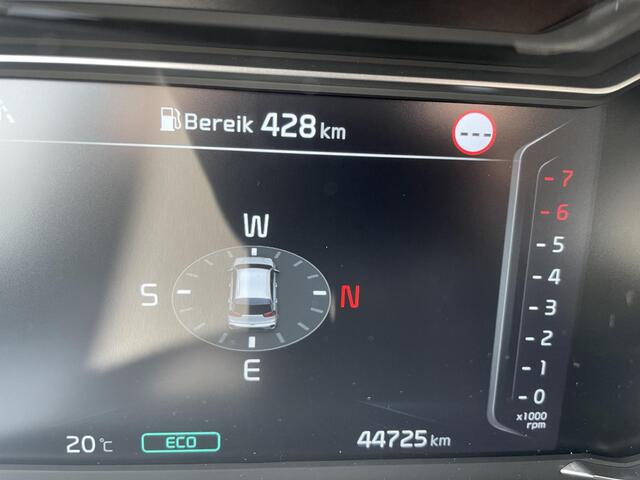 Bereik 428 km
---
W
S N
E
- 7
- 6
- 5
- 4
- 3
- 2
- 1
- 0
x1000
rpm
20 °C ECO 44725 km